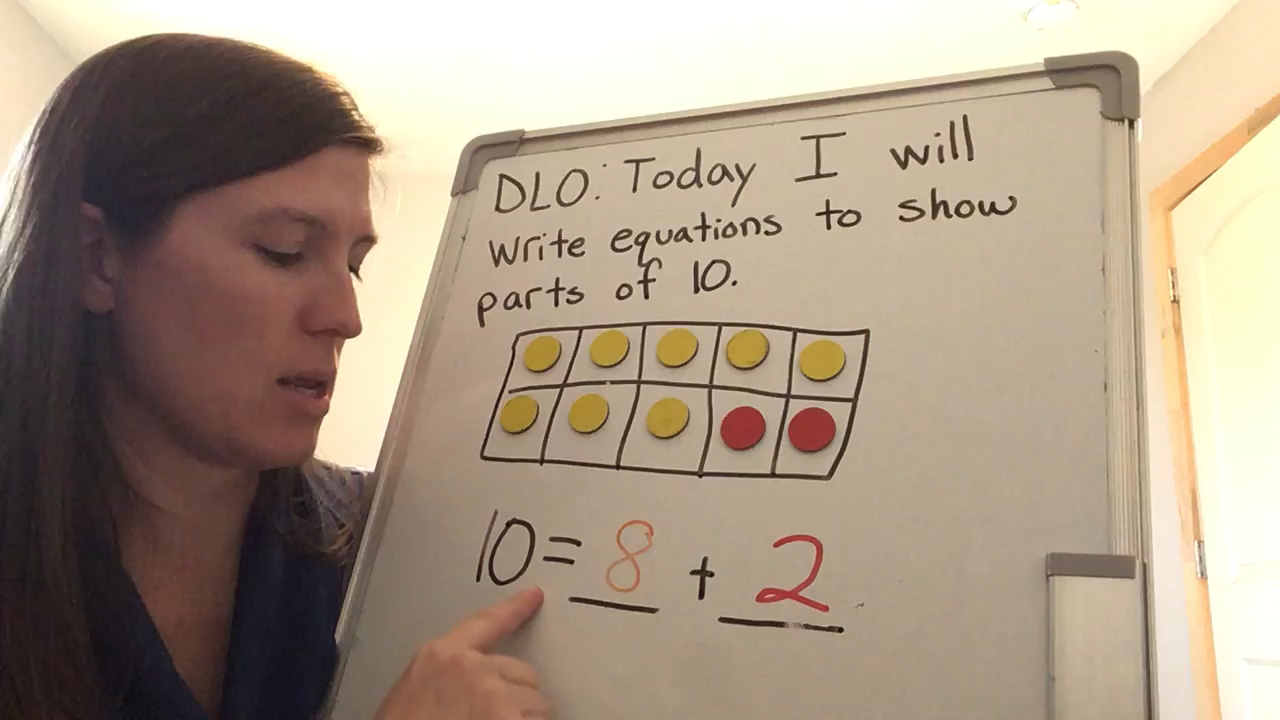 DLO: Today I will
write equations to show
parts of 10.
10 = 8 + 2